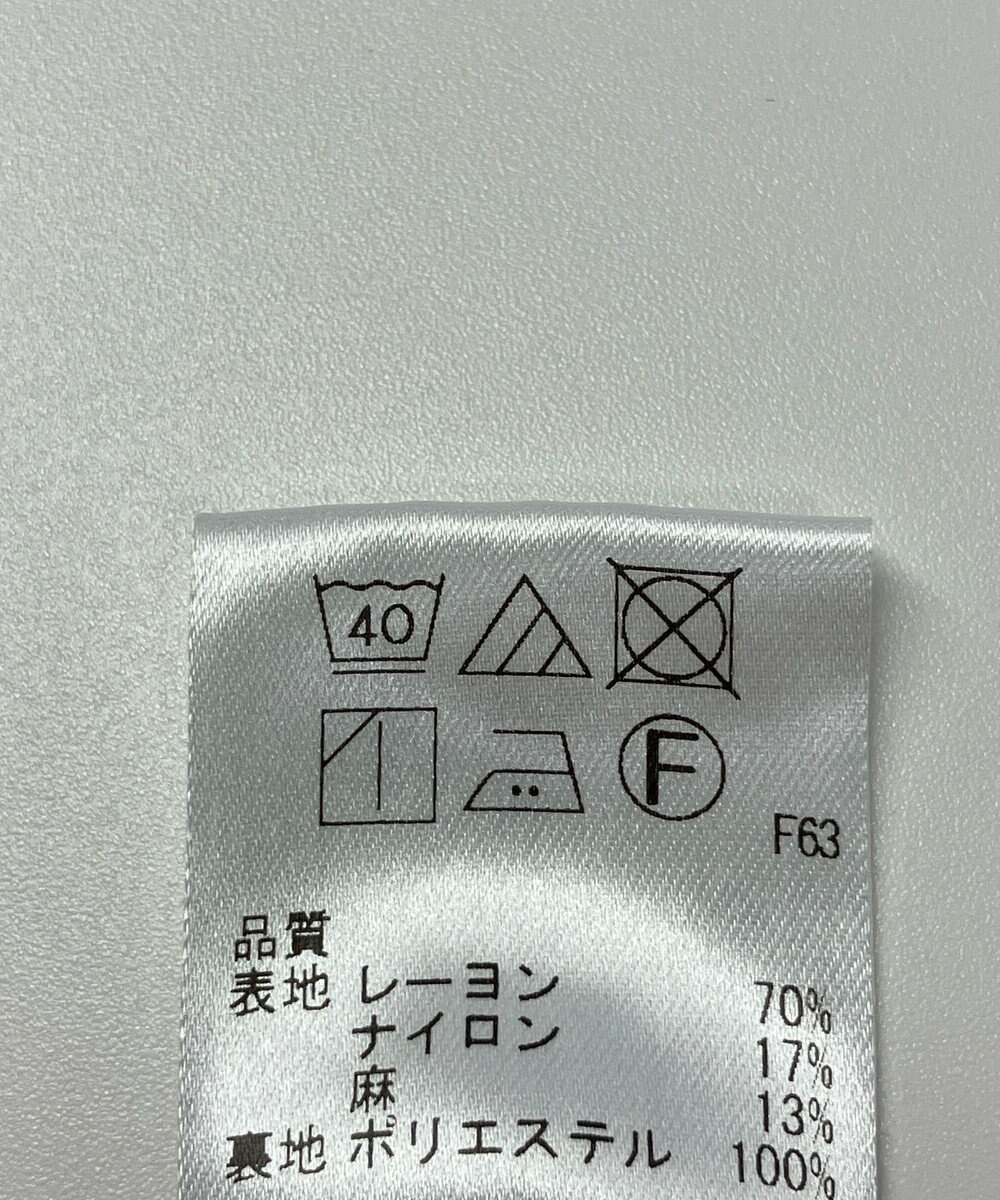 40
F
F63
品質
表地 レーヨン 70%
ナイロン 17%
麻 13%
裏地 ポリエステル 100%